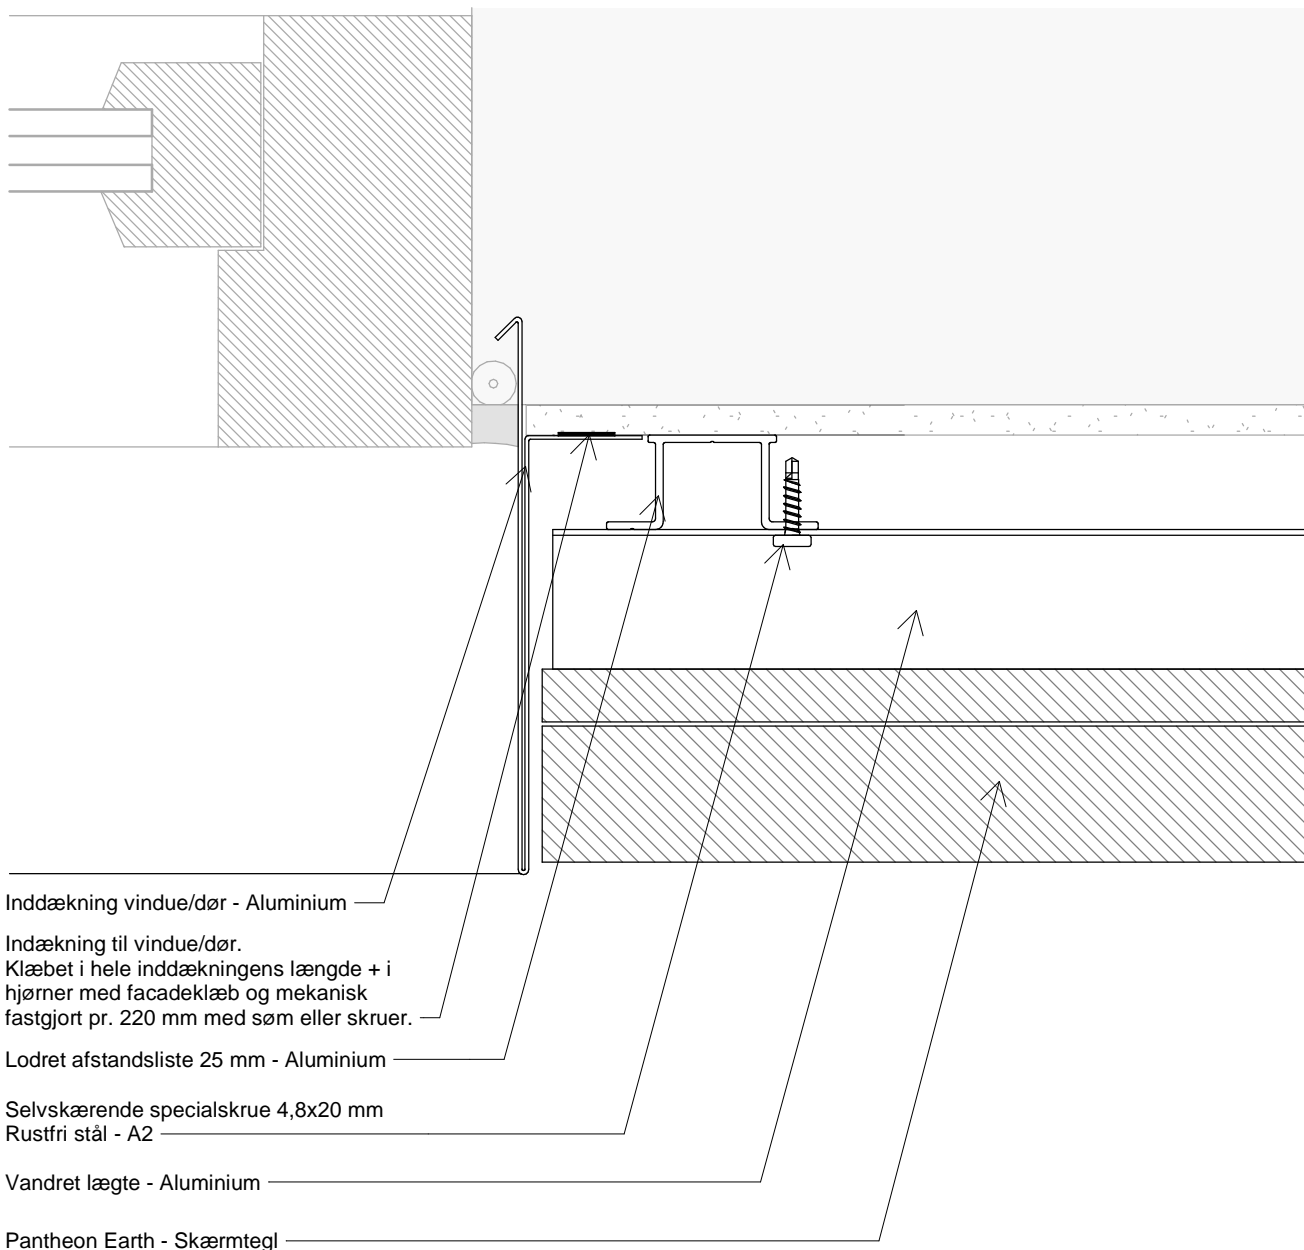 Inddækning vindue/dør - Aluminium
Indækning til vindue/dør.
Klæbet i hele inddækningens længde + i
hjørner med facadeklæb og mekanisk
fastgjort pr. 220 mm med søm eller skruer.
Lodret afstandsliste 25 mm - Aluminium
Selvskærende specialskrue 4,8x20 mm
Rustfri stål - A2
Vandret lægte - Aluminium
Pantheon Earth - Skærmtegl